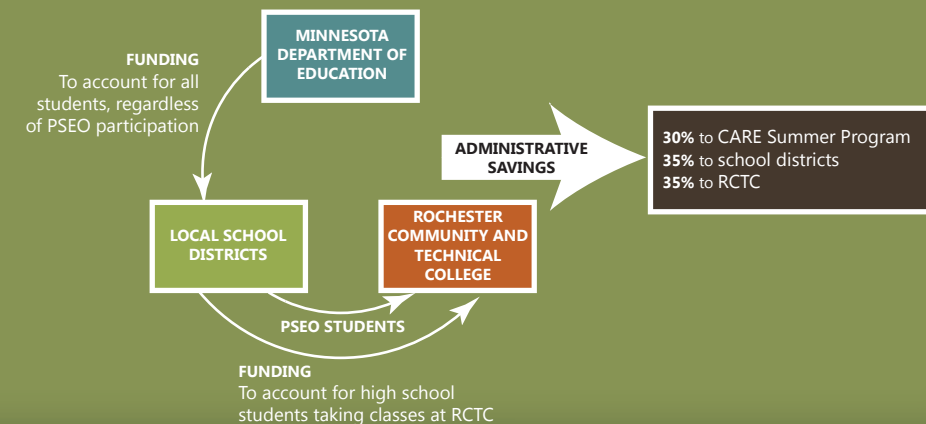 MINNESOTA
DEPARTMENT OF
EDUCATION
FUNDING
To account for all
students, regardless
of PSEO participation
ADMINISTRATIVE
SAVINGS
30% to CARE Summer Program
35% to school districts
35% to RCTC
LOCAL SCHOOL
DISTRICTS
ROCHESTER
COMMUNITY AND
TECHNICAL
COLLEGE
PSEO STUDENTS
FUNDING
To account for high school
students taking classes at RCTC